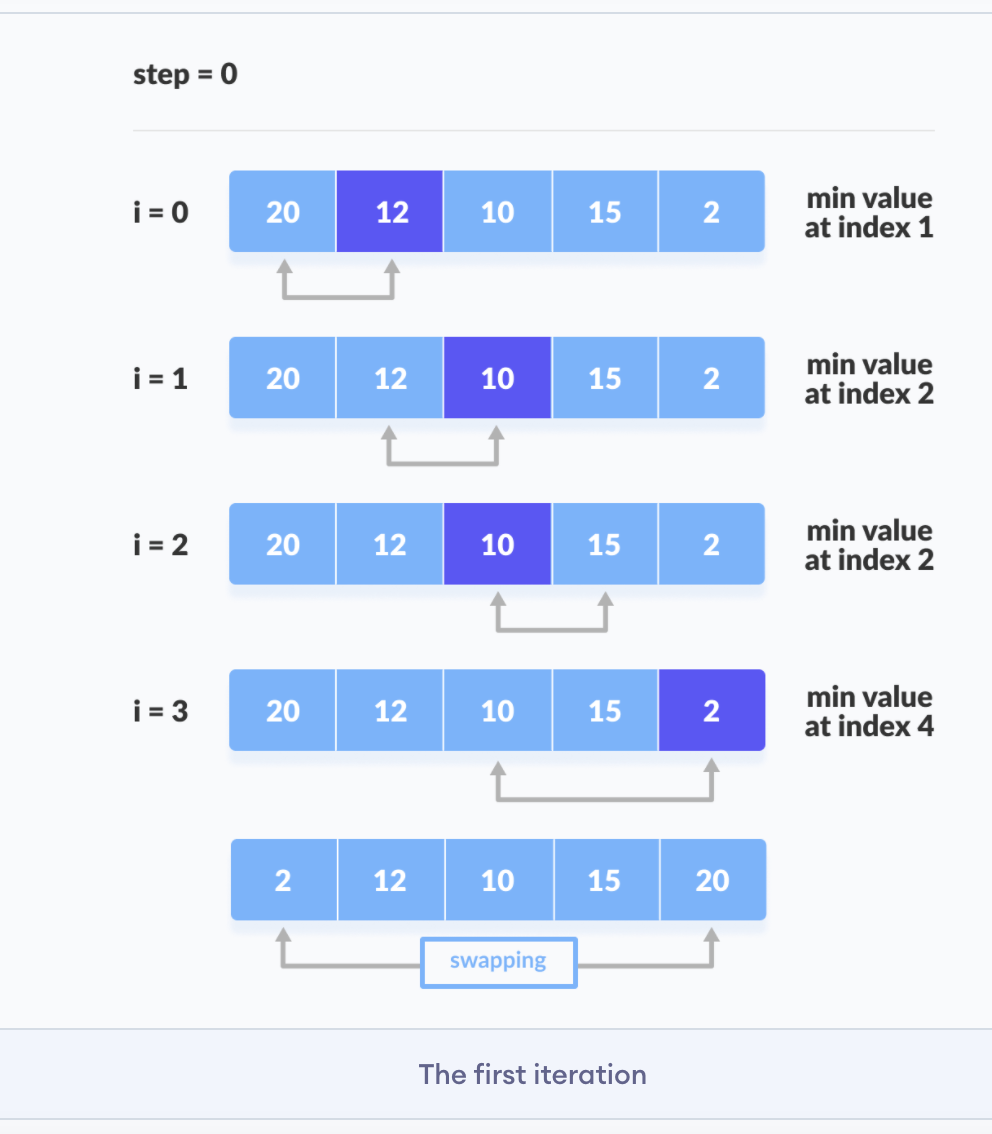 step = 0
i = 0 20 12 10 15 2 min value
at index 1
i = 1 20 12 10 15 2 min value
at index 2
i = 2 20 12 10 15 2 min value
at index 2
i = 3 20 12 10 15 2 min value
at index 4
2 12 10 15 20
swapping
The first iteration